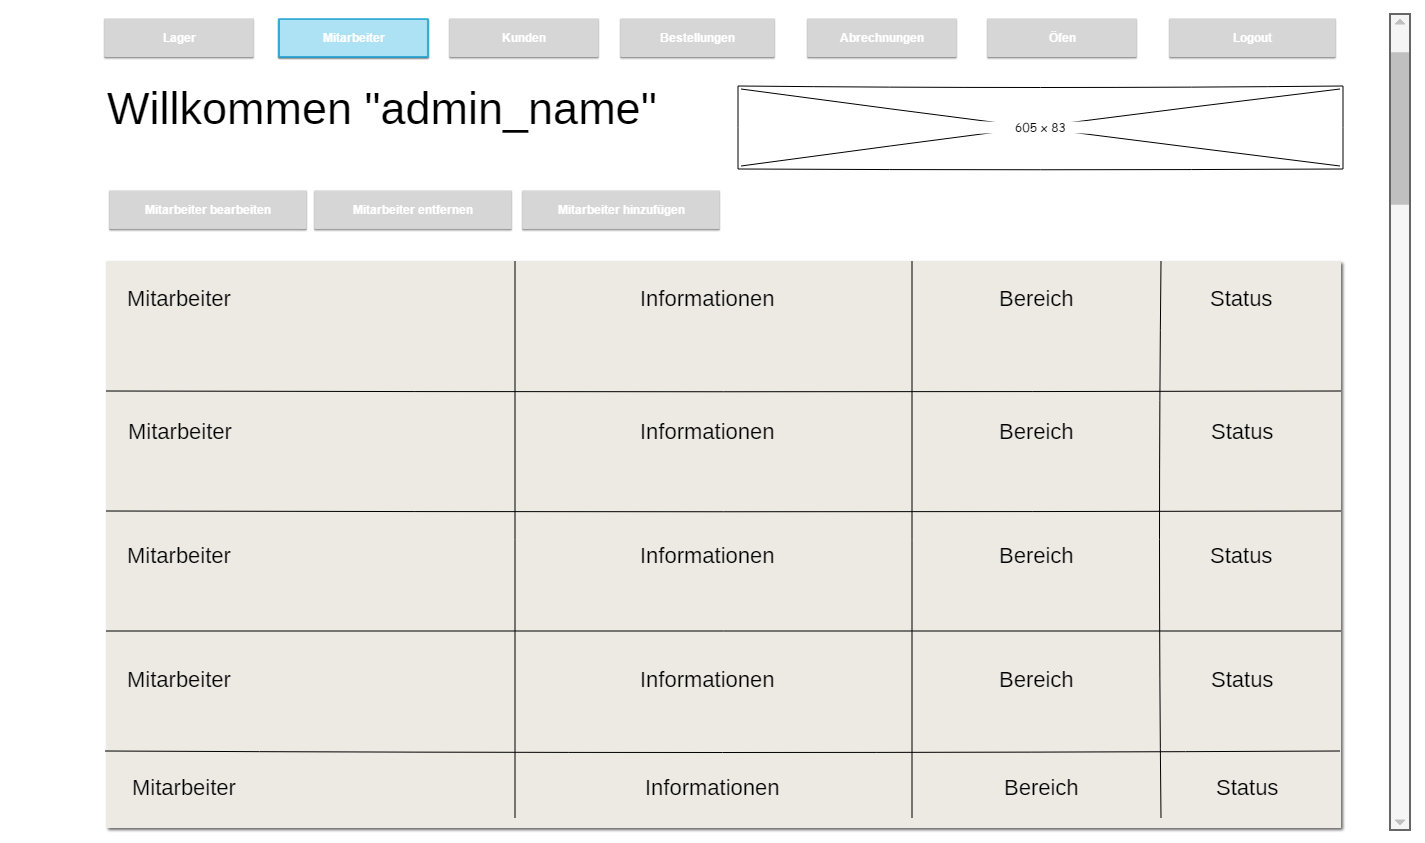 Lager
Mitarbeiter
Kunden
Bestellungen
Abrechnungen
Öfen
Logout
Willkommen "admin_name"
605 x 83
Mitarbeiter bearbeiten
Mitarbeiter entfernen
Mitarbeiter hinzufügen
Mitarbeiter Informationen Bereich Status
Mitarbeiter Informationen Bereich Status
Mitarbeiter Informationen Bereich Status
Mitarbeiter Informationen Bereich Status
Mitarbeiter Informationen Bereich Status